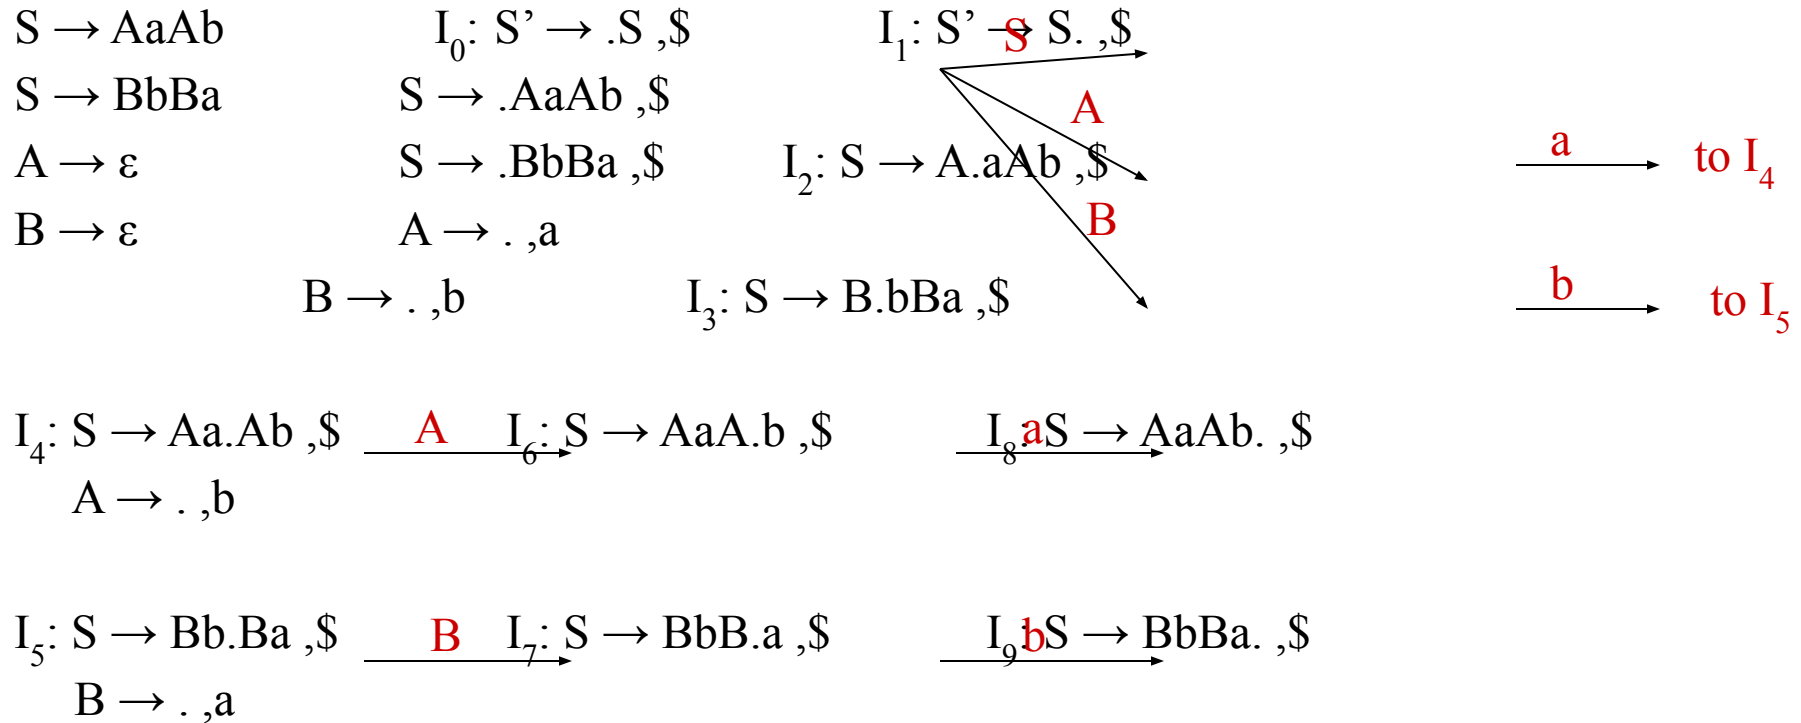 S → AaAb I₀: S’ → .S ,$ I₁: S’ → S. ,$
S
S → BbBa S → .AaAb ,$
A
A → ε S → .BbBa ,$ I₂: S → A.aAb ,$ a to I₄
B → ε A → . ,a
B
B → . ,b I₃: S → B.bBa ,$ b to I₅
I₄: S → Aa.Ab ,$ A I₆: S → AaA.b ,$ a I₈: S → AaAb. ,$
A → . ,b
I₅: S → Bb.Ba ,$ B I₇: S → BbB.a ,$ b I₉: S → BbBa. ,$
B → . ,a